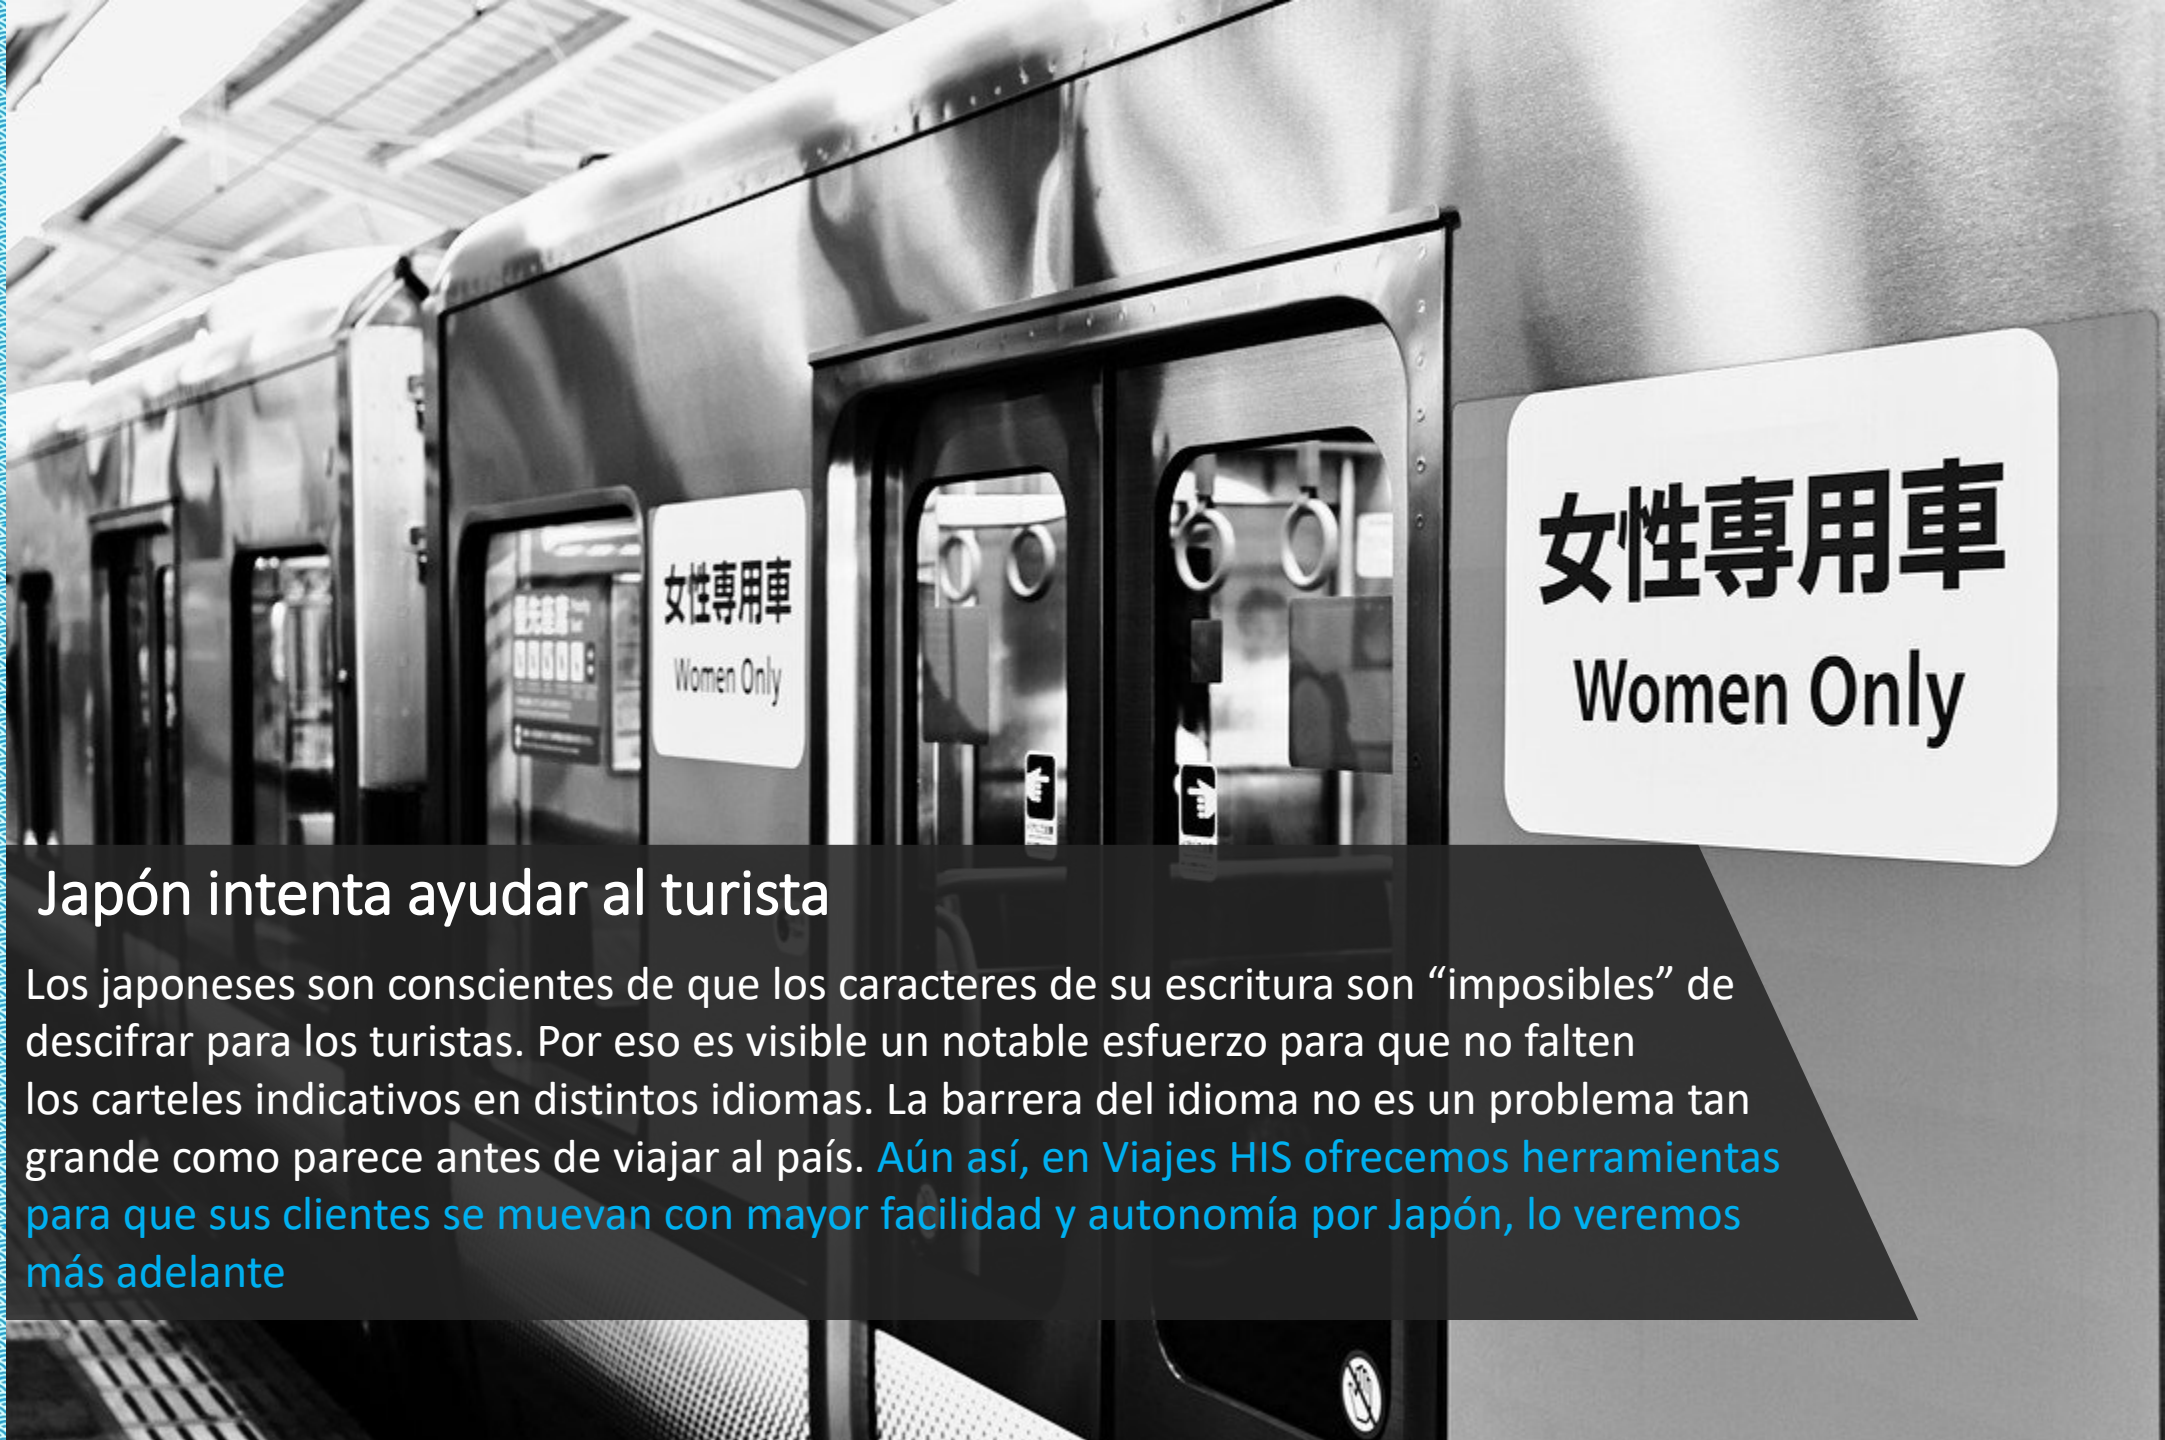 女性専用車
Women Only
女性専用車
Women Only
優先座席
Japón intenta ayudar al turista
Los japoneses son conscientes de que los caracteres de su escritura son “imposibles” de
descifrar para los turistas. Por eso es visible un notable esfuerzo para que no falten
los carteles indicativos en distintos idiomas. La barrera del idioma no es un problema tan
grande como parece antes de viajar al país. Aún así, en Viajes HIS ofrecemos herramientas
para que sus clientes se muevan con mayor facilidad y autonomía por Japón, lo veremos
más adelante